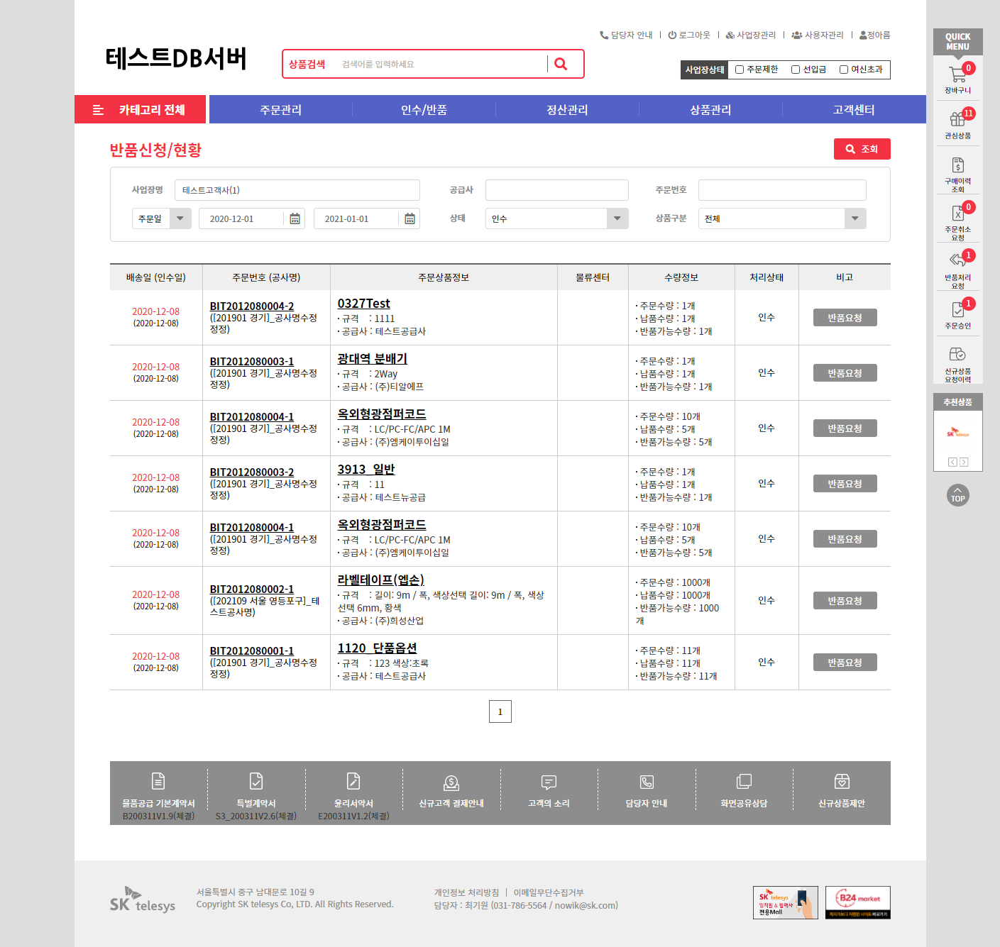 담당자 안내 | 로그아웃 | 사업장관리 | 사용자관리 | 정아름
테스트DB서버
상품검색 검색어를 입력하세요
사업장상태 주문제한 선입금 여신초과
카테고리 전체 주문관리 인수/반품 정산관리 상품관리 고객센터
반품신청/현황
조회
사업장명 테스트고객사(1) 공급사 주문번호
주문일 2020-12-01 2021-01-01 상태 인수 상품구분 전체
배송일 (인수일) 주문번호 (공사명) 주문상품정보 물류센터 수량정보 처리상태 비고
2020-12-08
(2020-12-08)
BIT2012080004-2
([201901 경기]_공사명수정
정정)
0327Test
· 규격 : 1111
· 공급사 : 테스트공급사
· 주문수량 : 1개
· 납품수량 : 1개
· 반품가능수량 : 1개
인수
반품요청
2020-12-08
(2020-12-08)
BIT2012080003-1
([201901 경기]_공사명수정
정정)
광대역 분배기
· 규격 : 2Way
· 공급사 : (주)티알에프
· 주문수량 : 1개
· 납품수량 : 1개
· 반품가능수량 : 1개
인수
반품요청
2020-12-08
(2020-12-08)
BIT2012080004-1
([201901 경기]_공사명수정
정정)
옥외형광점퍼코드
· 규격 : LC/PC-FC/APC 1M
· 공급사 : (주)엠케이투이십일
· 주문수량 : 10개
· 납품수량 : 5개
· 반품가능수량 : 5개
인수
반품요청
2020-12-08
(2020-12-08)
BIT2012080003-2
([201901 경기]_공사명수정
정정)
3913_일반
· 규격 : 11
· 공급사 : 테스트뉴공급
· 주문수량 : 1개
· 납품수량 : 1개
· 반품가능수량 : 1개
인수
반품요청
2020-12-08
(2020-12-08)
BIT2012080004-1
([201901 경기]_공사명수정
정정)
옥외형광점퍼코드
· 규격 : LC/PC-FC/APC 1M
· 공급사 : (주)엠케이투이십일
· 주문수량 : 10개
· 납품수량 : 5개
· 반품가능수량 : 5개
인수
반품요청
2020-12-08
(2020-12-08)
BIT2012080002-1
([202109 서울 영등포구]_테
스트공사명)
라벨테이프(엡손)
· 규격 : 길이: 9m / 폭, 색상선택 길이: 9m / 폭, 색상
선택 6mm, 황색
· 공급사 : (주)희성산업
· 주문수량 : 1000개
· 납품수량 : 1000개
· 반품가능수량 : 1000
개
인수
반품요청
2020-12-08
(2020-12-08)
BIT2012080001-1
([201901 경기]_공사명수정
정정)
1120_단품옵션
· 규격 : 123 색상:초록
· 공급사 : 테스트공급사
· 주문수량 : 11개
· 납품수량 : 11개
· 반품가능수량 : 11개
인수
반품요청
1
물품공급 기본계약서 특별계약서 윤리서약서 신규고객 결제안내 고객의 소리 담당자 안내 화면공유상담 신규상품제안
B200311V1.9(체결) S3_200311V2.6(체결) E200311V1.2(체결)
SK telesys
서울특별시 중구 남대문로 10길 9
Copyright SK telesys Co, LTD. All Rights Reserved.
개인정보 처리방침 | 이메일무단수집거부
담당자 : 최기원 (031-786-5564 / nowik@sk.com)
SK telesys
임직원 & 협력사
전용Mall
B24 market
QUICK
MENU
0
장바구니
11
관심상품
구매이력
조회
0
주문취소
요청
1
반품처리
요청
1
주문승인
신규상품
요청이력
추천상품
SK telesys
TOP